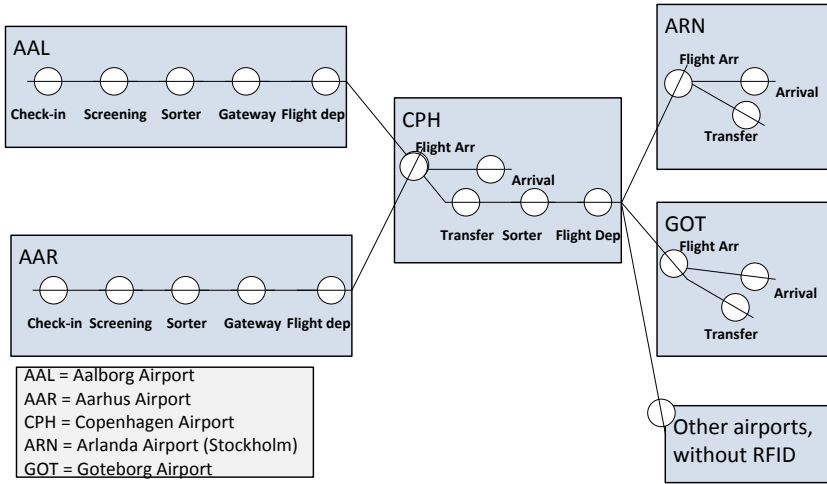 AAL
Check-in Screening Sorter Gateway Flight dep
AAR
Check-in Screening Sorter Gateway Flight dep
CPH
Flight Arr
Arrival
Transfer Sorter Flight Dep
ARN
Flight Arr
Arrival
Transfer
GOT
Flight Arr
Arrival
Transfer
Other airports,
without RFID
AAL = Aalborg Airport
AAR = Aarhus Airport
CPH = Copenhagen Airport
ARN = Arlanda Airport (Stockholm)
GOT = Goteborg Airport